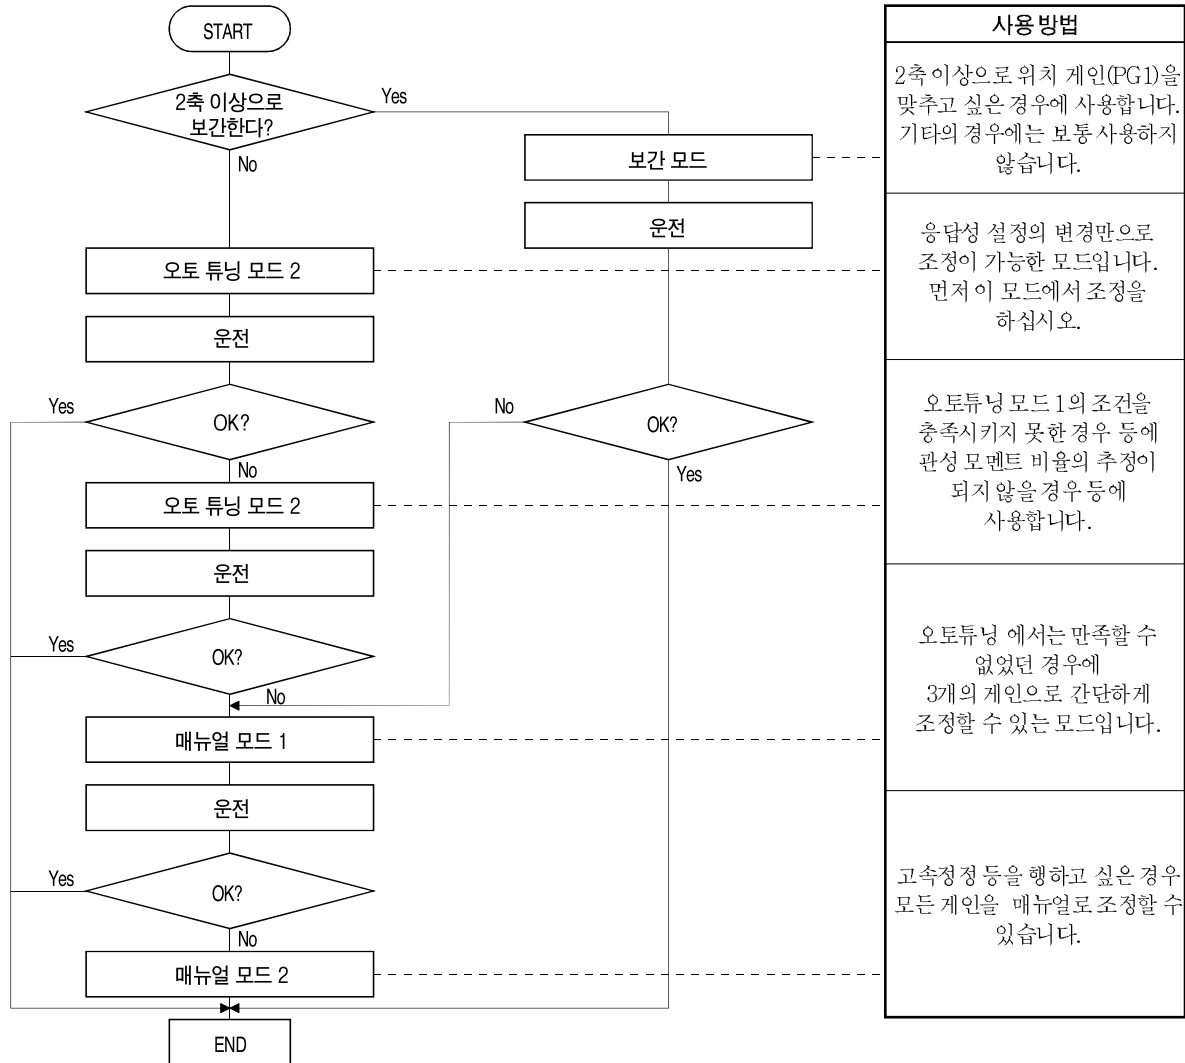 START
2축 이상으로
보간한다?
Yes
No
보간 모드
운전
오토 튜닝 모드 2
운전
Yes
OK?
No
No
OK?
Yes
오토 튜닝 모드 2
운전
Yes
OK?
No
매뉴얼 모드 1
운전
Yes
OK?
No
매뉴얼 모드 2
END
사용 방법
2축 이상으로 위치 게인(PG1)을
맞추고 싶은 경우에 사용합니다.
기타의 경우에는 보통 사용하지
않습니다.
응답성 설정의 변경만으로
조정이 가능한 모드입니다.
먼저 이 모드에서 조정을
하십시오.
오토튜닝 모드 1의 조건을
충족시키지 못한 경우 등에
관성 모멘트 비율의 추정이
되지 않을 경우 등에
사용합니다.
오토튜닝 에서는 만족할 수
없었던 경우에
3개의 게인으로 간단하게
조정할 수 있는 모드입니다.
고속정정 등을 행하고 싶은 경우
모든 게인을 매뉴얼로 조정할 수
있습니다.